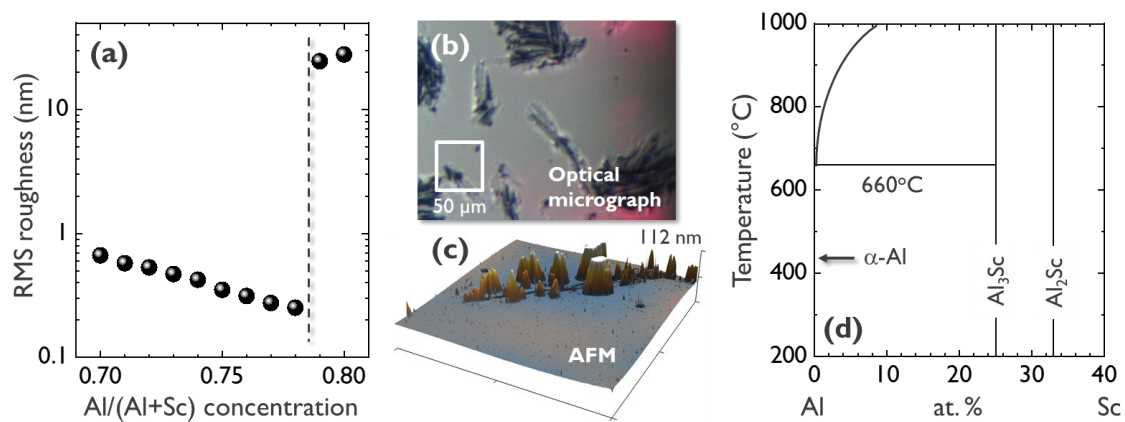 (a)
RMS roughness (nm)
10
1
0.1
0.70 0.75 0.80
Al/(Al+Sc) concentration
(b)
Optical
micrograph
50 µm
(c)
112 nm
AFM
Temperature (°C)
1000
800
600
400
200
660°C
α-Al
Al₃Sc
Al₂Sc
(d)
0 10 20 30 40
Al at. % Sc